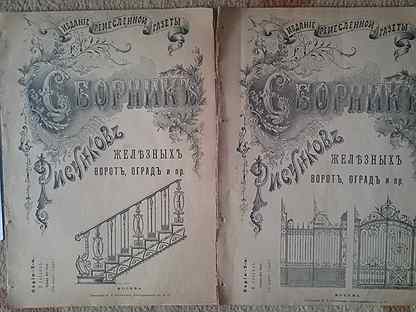 ИЗДАНІЕ РЕМЕСЛЕННОЙ ГАЗЕТЫ
СБОРНИКЪ
РИСУНКОВЪ
ЖЕЛѢЗНЫХЪ
ВОРОТЪ, ОГРАДЪ и пр.
МОСКВА
ИЗДАНІЕ РЕМЕСЛЕННОЙ ГАЗЕТЫ
СБОРНИКЪ
РИСУНКОВЪ
ЖЕЛѢЗНЫХЪ
ВОРОТЪ, ОГРАДЪ и пр.
МОСКВА